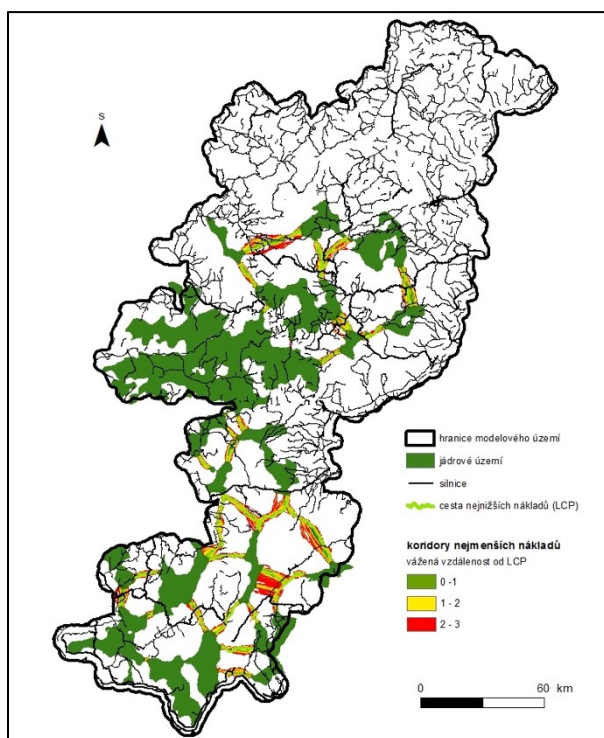 S
hranice modelového území
jádrové území
silnice
cesta nejnižších nákladů (LCP)
koridory nejmenších nákladů
vážená vzdálenost od LCP
0 -1
1 - 2
2 - 3
0 60 km